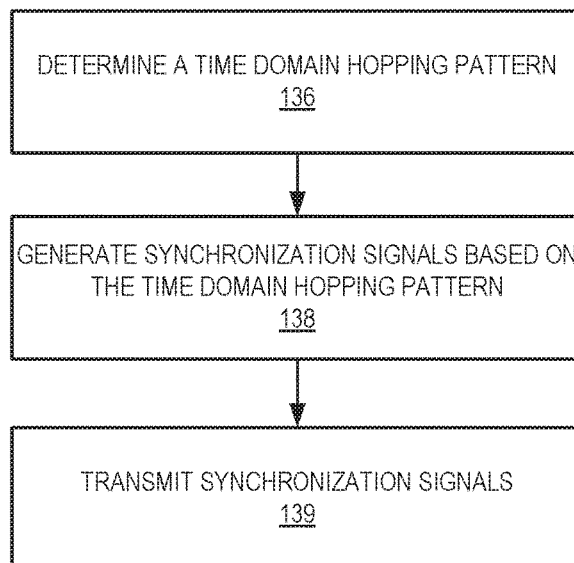 DETERMINE A TIME DOMAIN HOPPING PATTERN
136
GENERATE SYNCHRONIZATION SIGNALS BASED ON
THE TIME DOMAIN HOPPING PATTERN
138
TRANSMIT SYNCHRONIZATION SIGNALS
139